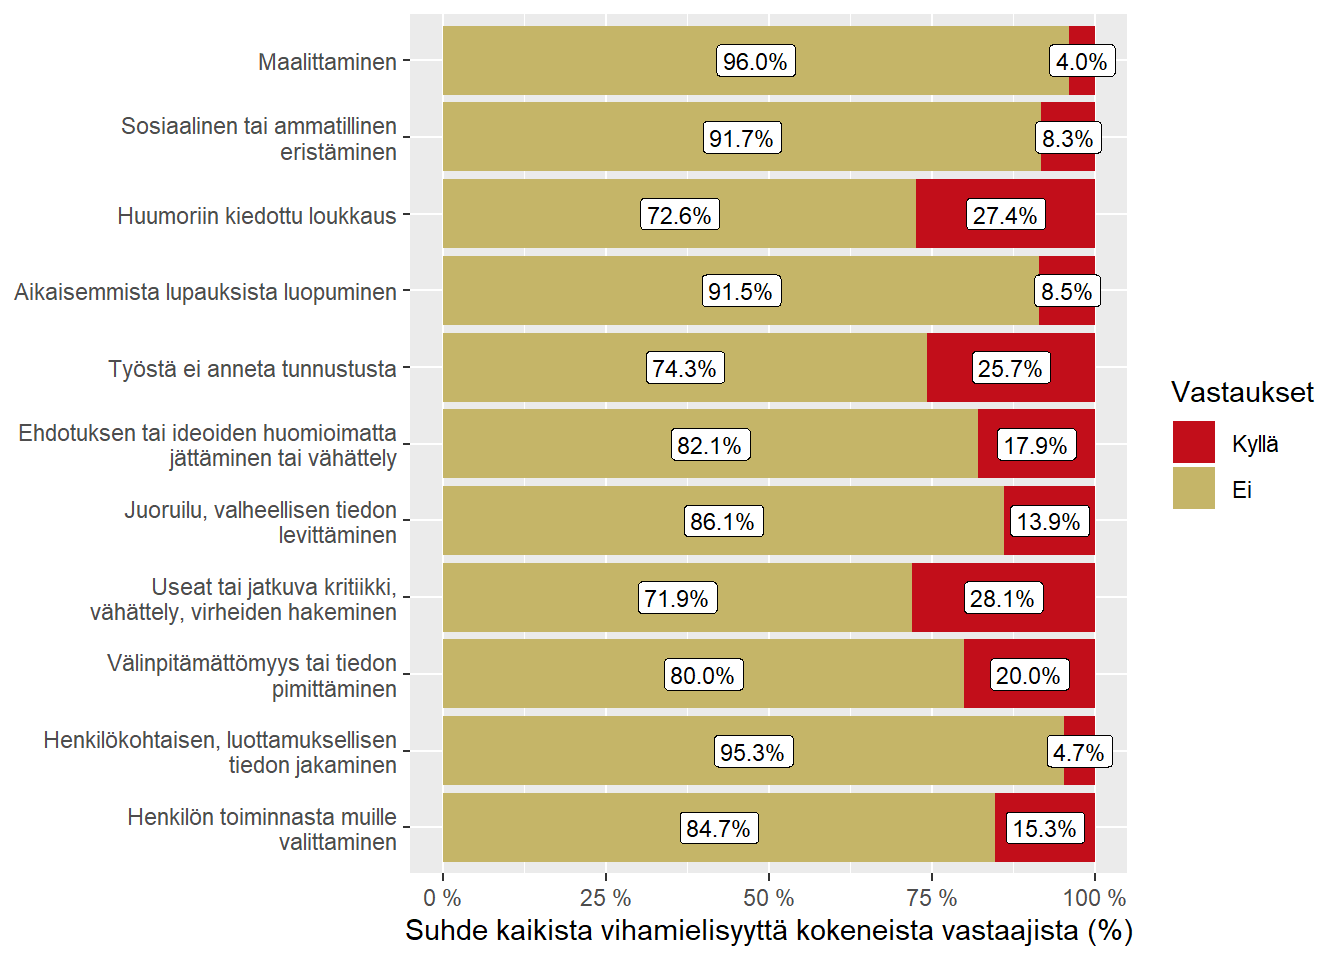 Maalittaminen
96.0%
4.0%
Sosiaalinen tai ammatillinen
eristäminen
91.7%
8.3%
Huumoriin kiedottu loukkaus
72.6%
27.4%
Aikaisemmista lupauksista luopuminen
91.5%
8.5%
Työstä ei anneta tunnustusta
74.3%
25.7%
Ehdotuksen tai ideoiden huomioimatta
jättäminen tai vähättely
82.1%
17.9%
Juoruilu, valheellisen tiedon
levittäminen
86.1%
13.9%
Useat tai jatkuva kritiikki,
vähättely, virheiden hakeminen
71.9%
28.1%
Välinpitämättömyys tai tiedon
pimittäminen
80.0%
20.0%
Henkilökohtaisen, luottamuksellisen
tiedon jakaminen
95.3%
4.7%
Henkilön toiminnasta muille
valittaminen
84.7%
15.3%
0 %
25 %
50 %
75 %
100 %
Suhde kaikista vihamielisyyttä kokeneista vastaajista (%)
Vastaukset
Kyllä
Ei